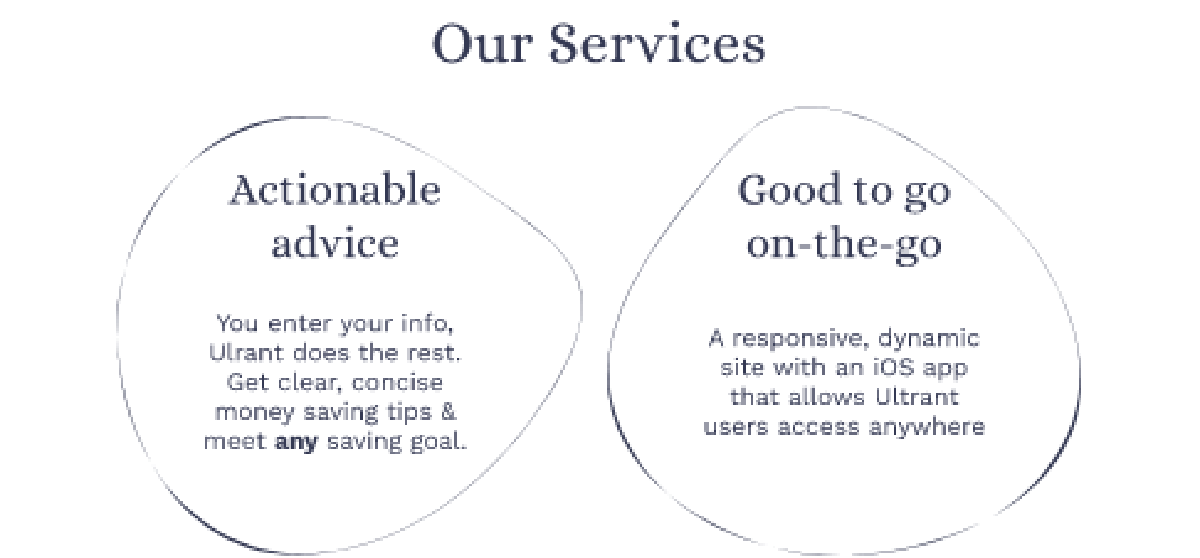 Our Services
Actionable
advice
You enter your info,
Ulrant does the rest.
Get clear, concise
money saving tips &
meet any saving goal.
Good to go
on-the-go
A responsive, dynamic
site with an iOS app
that allows Ultrant
users access anywhere